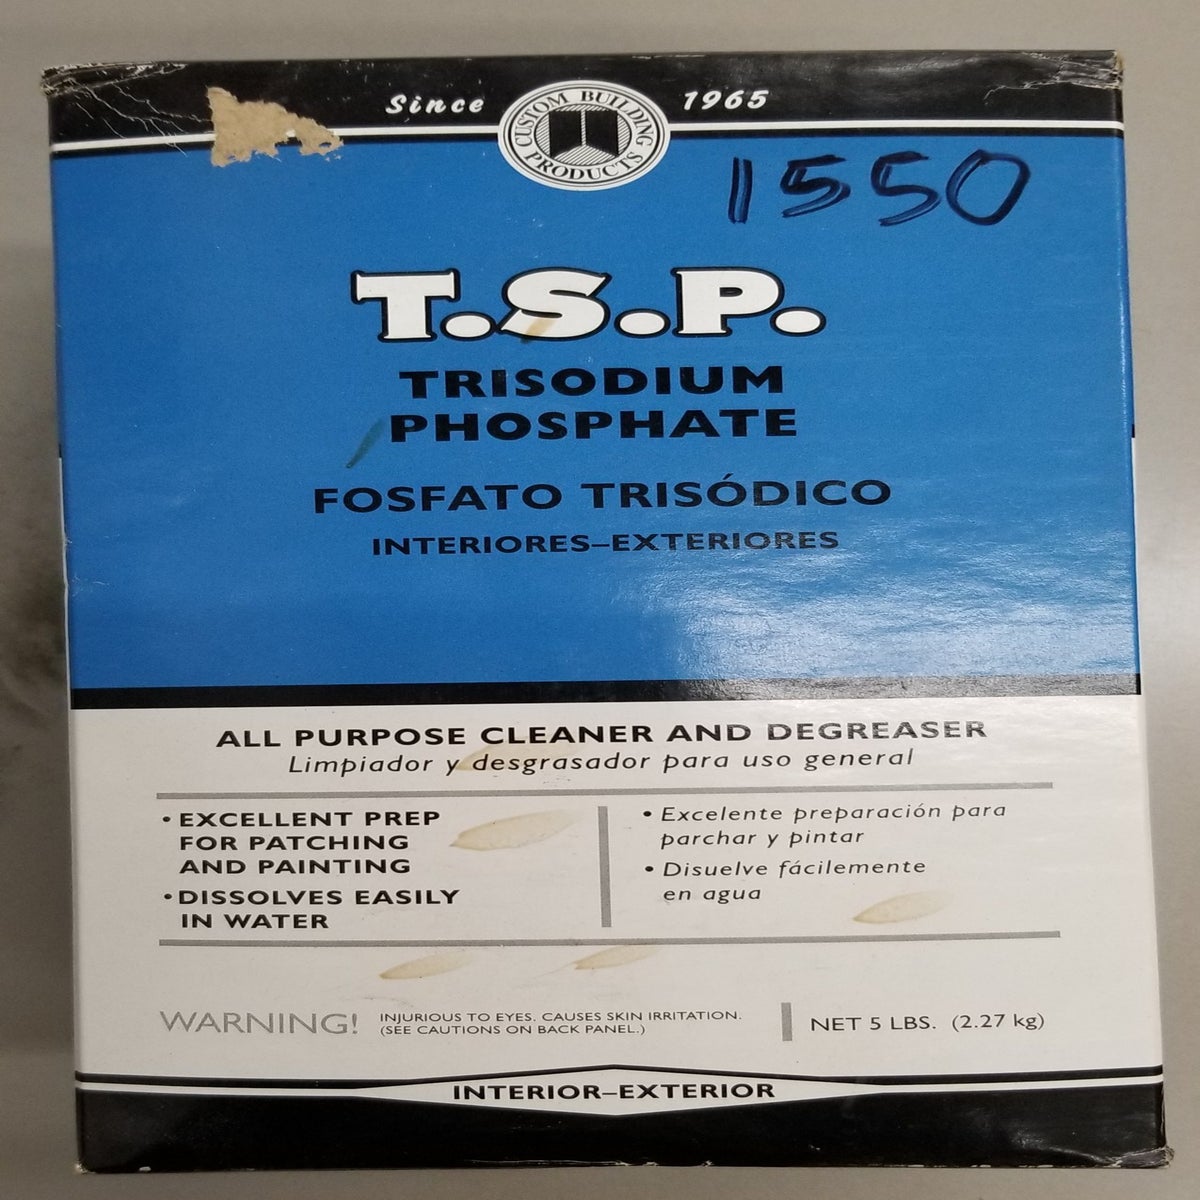 Since 1965
CUSTOM BUILDING PRODUCTS
1550
T.S.P.
TRISODIUM
PHOSPHATE
FOSFATO TRISÓDICO
INTERIORES–EXTERIORES
ALL PURPOSE CLEANER AND DEGREASER
Limpiador y desgrasador para uso general
• EXCELLENT PREP
FOR PATCHING
AND PAINTING
• DISSOLVES EASILY
IN WATER
• Excelente preparación para
parchar y pintar
• Disuelve fácilemente
en agua
WARNING!
INJURIOUS TO EYES. CAUSES SKIN IRRITATION.
(SEE CAUTIONS ON BACK PANEL.)
NET 5 LBS. (2.27 kg)
INTERIOR–EXTERIOR